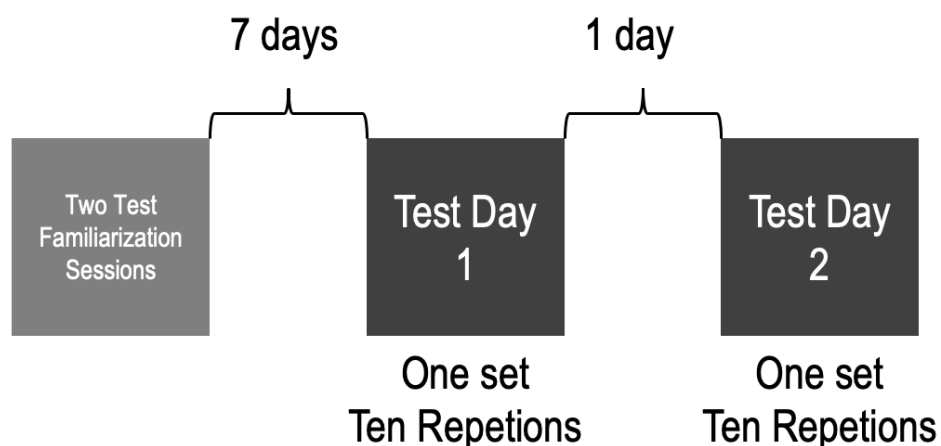 7 days
1 day
Two Test
Familiarization
Sessions
Test Day
1
Test Day
2
One set
Ten Repetions
One set
Ten Repetions